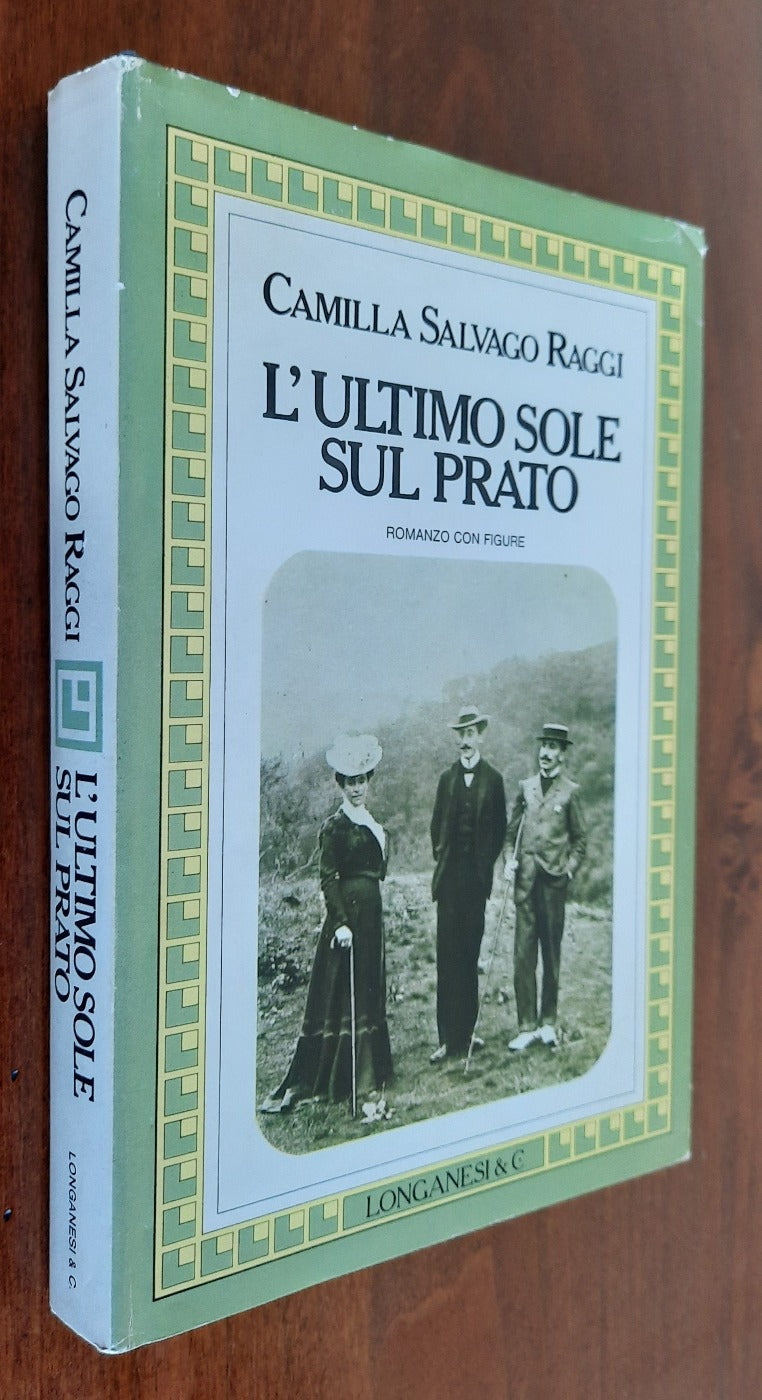 CAMILLA SALVAGO RAGGI
L'ULTIMO SOLE
SUL PRATO
ROMANZO CON FIGURE
LONGANESI & C.
CAMILLA SALVAGO RAGGI
L'ULTIMO SOLE
SUL PRATO
LONGANESI & C.